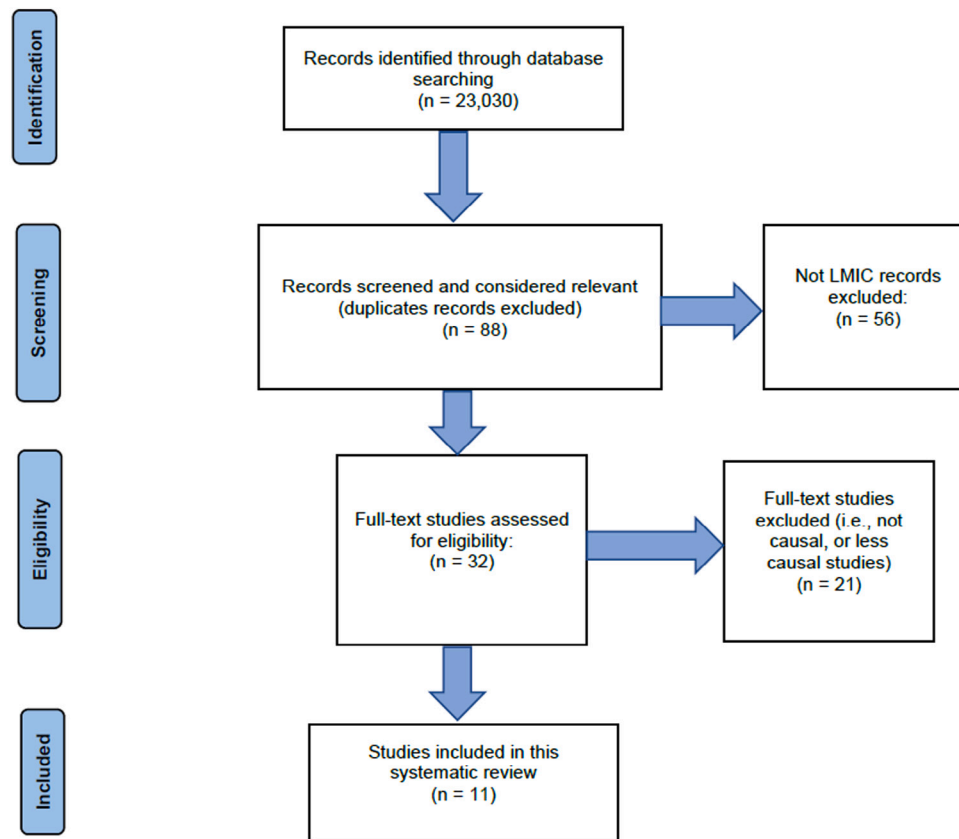 Identification
Records identified through database
searching
(n = 23,030)
Screening
Records screened and considered relevant
(duplicates records excluded)
(n = 88)
Not LMIC records
excluded:
(n = 56)
Eligibility
Full-text studies assessed
for eligibility:
(n = 32)
Full-text studies
excluded (i.e., not
causal, or less
causal studies)
(n = 21)
Included
Studies included in this
systematic review
(n = 11)